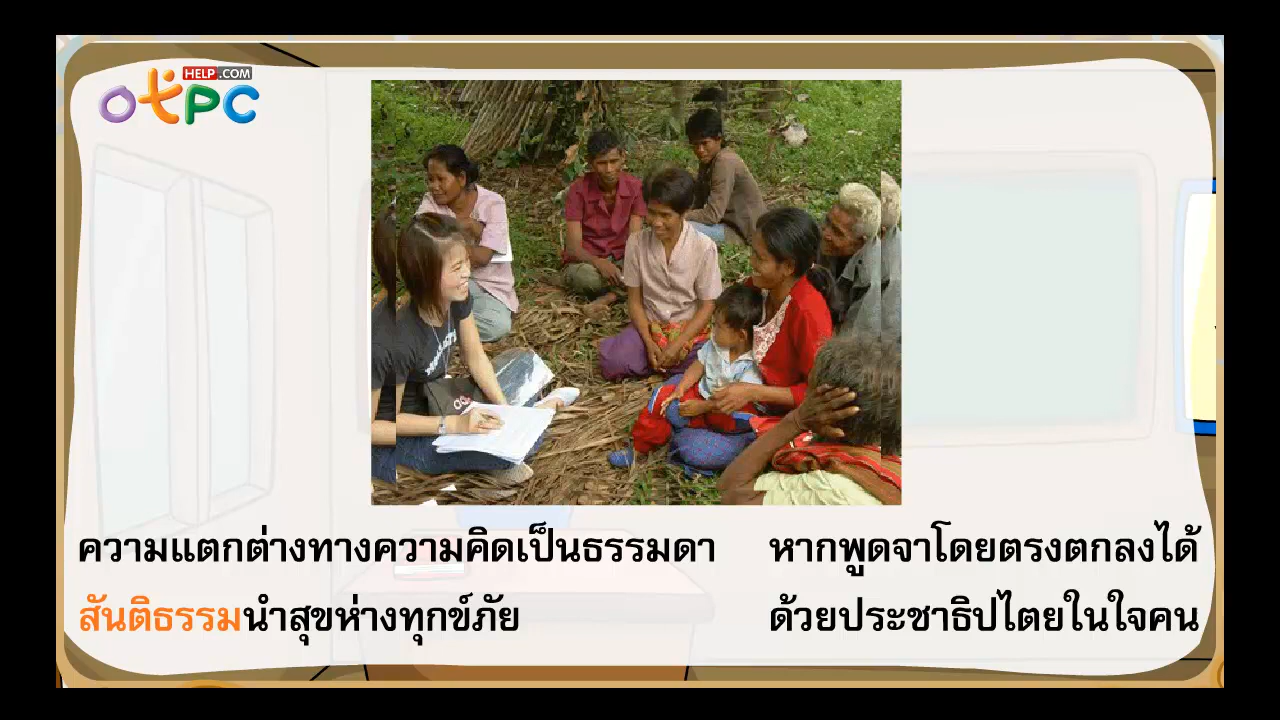 HELP.COM
OTPC
ความแตกต่างทางความคิดเป็นธรรมดา หากพูดจาโดยตรงตกลงได้
สันติธรรมนำสุขห่างทุกข์ภัย ด้วยประชาธิปไตยในใจคน